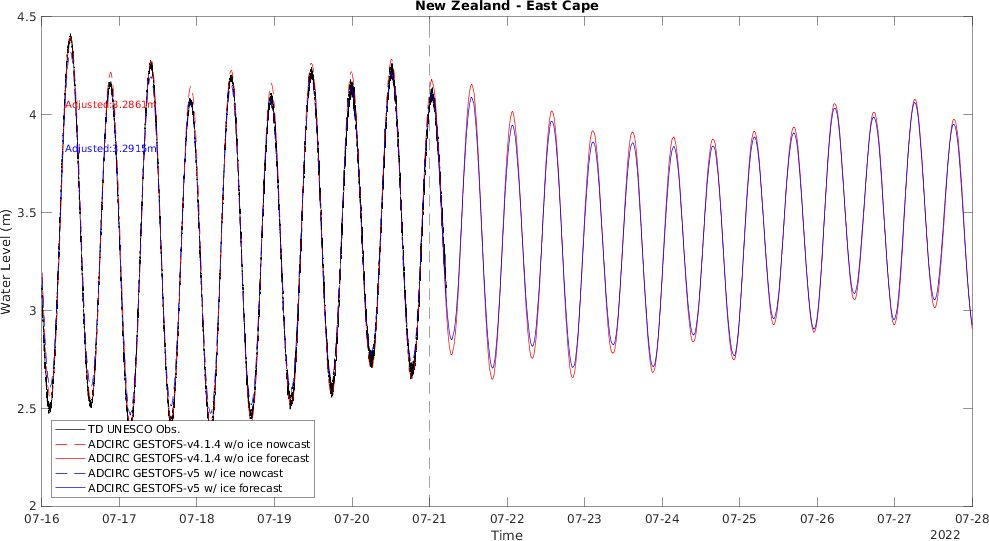 New Zealand - East Cape
4.5
4
3.5
3
2.5
2
Water Level (m)
Adjusted:3.2861m
Adjusted:3.2915m
TD UNESCO Obs.
ADCIRC GESTOFS-v4.1.4 w/o ice nowcast
ADCIRC GESTOFS-v4.1.4 w/o ice forecast
ADCIRC GESTOFS-v5 w/ ice nowcast
ADCIRC GESTOFS-v5 w/ ice forecast
07-16 07-17 07-18 07-19 07-20 07-21 07-22 07-23 07-24 07-25 07-26 07-27 07-28
Time
2022